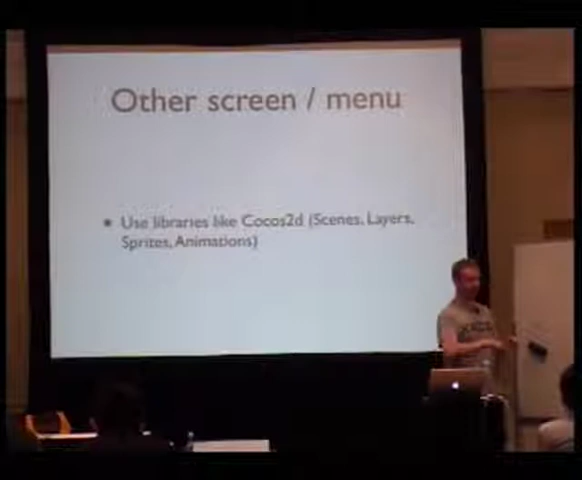 Other screen / menu
• Use libraries like Cocos2d (Scenes, Layers,
Sprites, Animations)